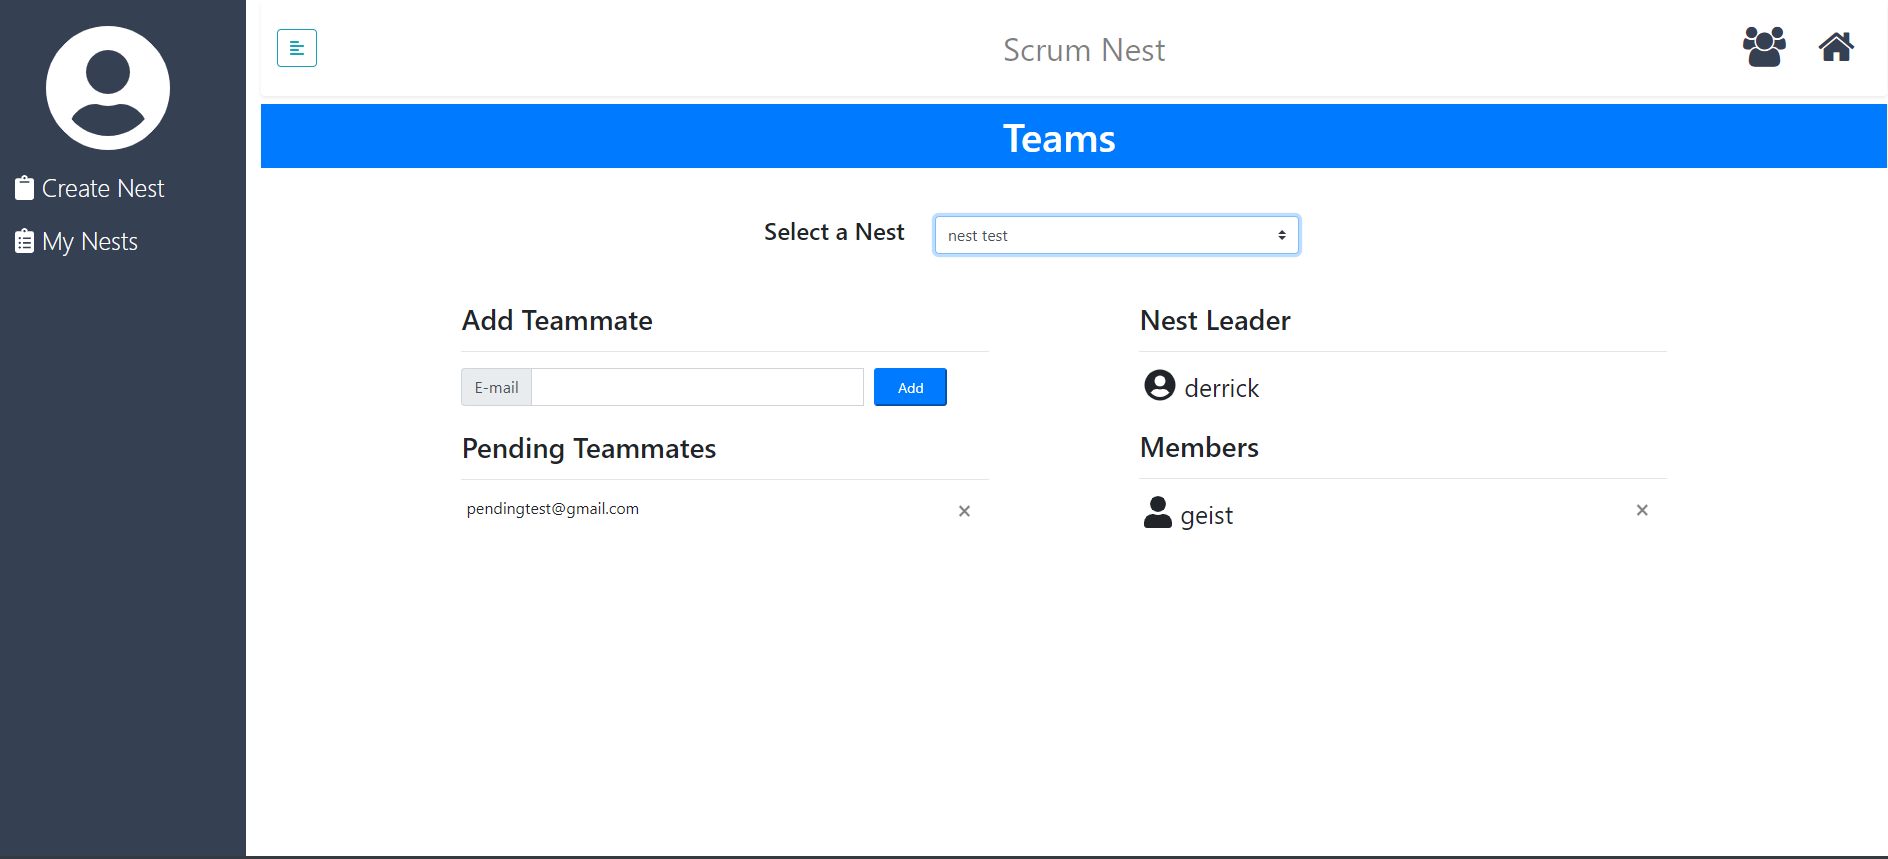 Scrum Nest
Create Nest
My Nests
Teams
Select a Nest
nest test
Add Teammate
E-mail
Add
Pending Teammates
pendingtest@gmail.com
Nest Leader
derrick
Members
geist